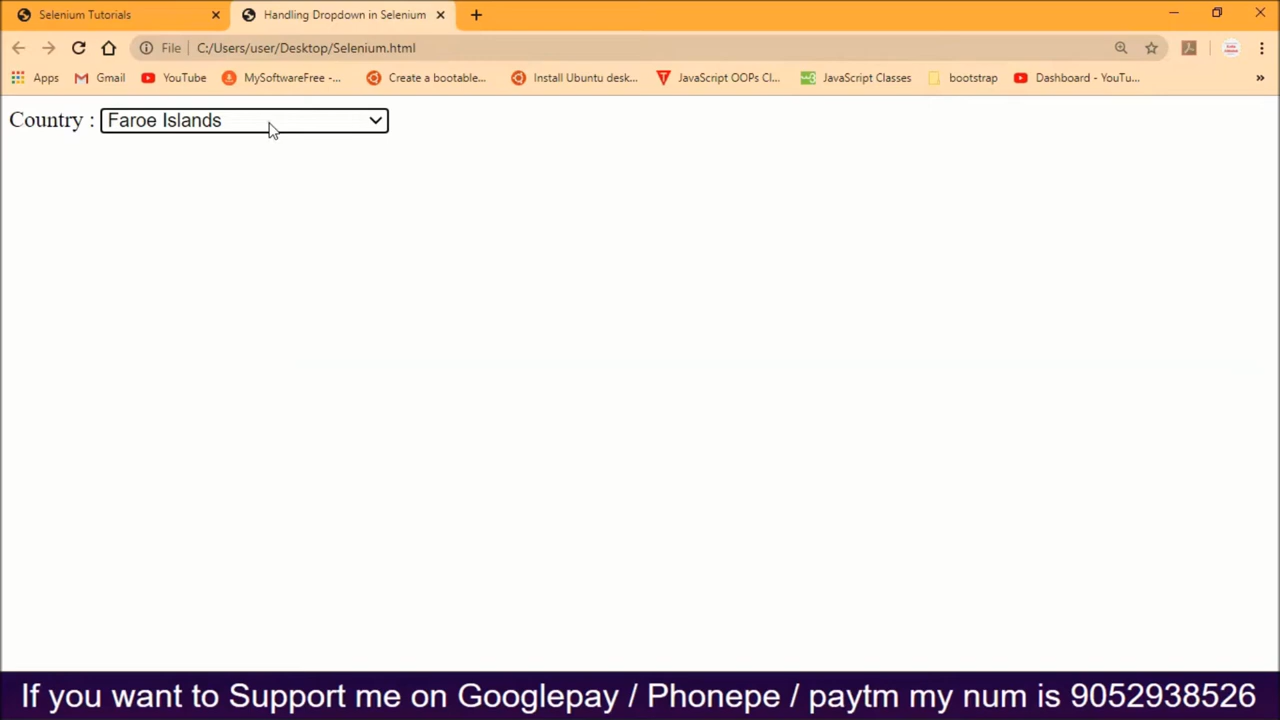 Selenium Tutorials
Handling Dropdown in Selenium
File C:/Users/user/Desktop/Selenium.html
Apps Gmail YouTube MySoftwareFree -... Create a bootable... Install Ubuntu desk... JavaScript OOPs Cl... JavaScript Classes bootstrap Dashboard - YouTu... »
Country : Faroe Islands
If you want to Support me on Googlepay / Phonepe / paytm my num is 9052938526